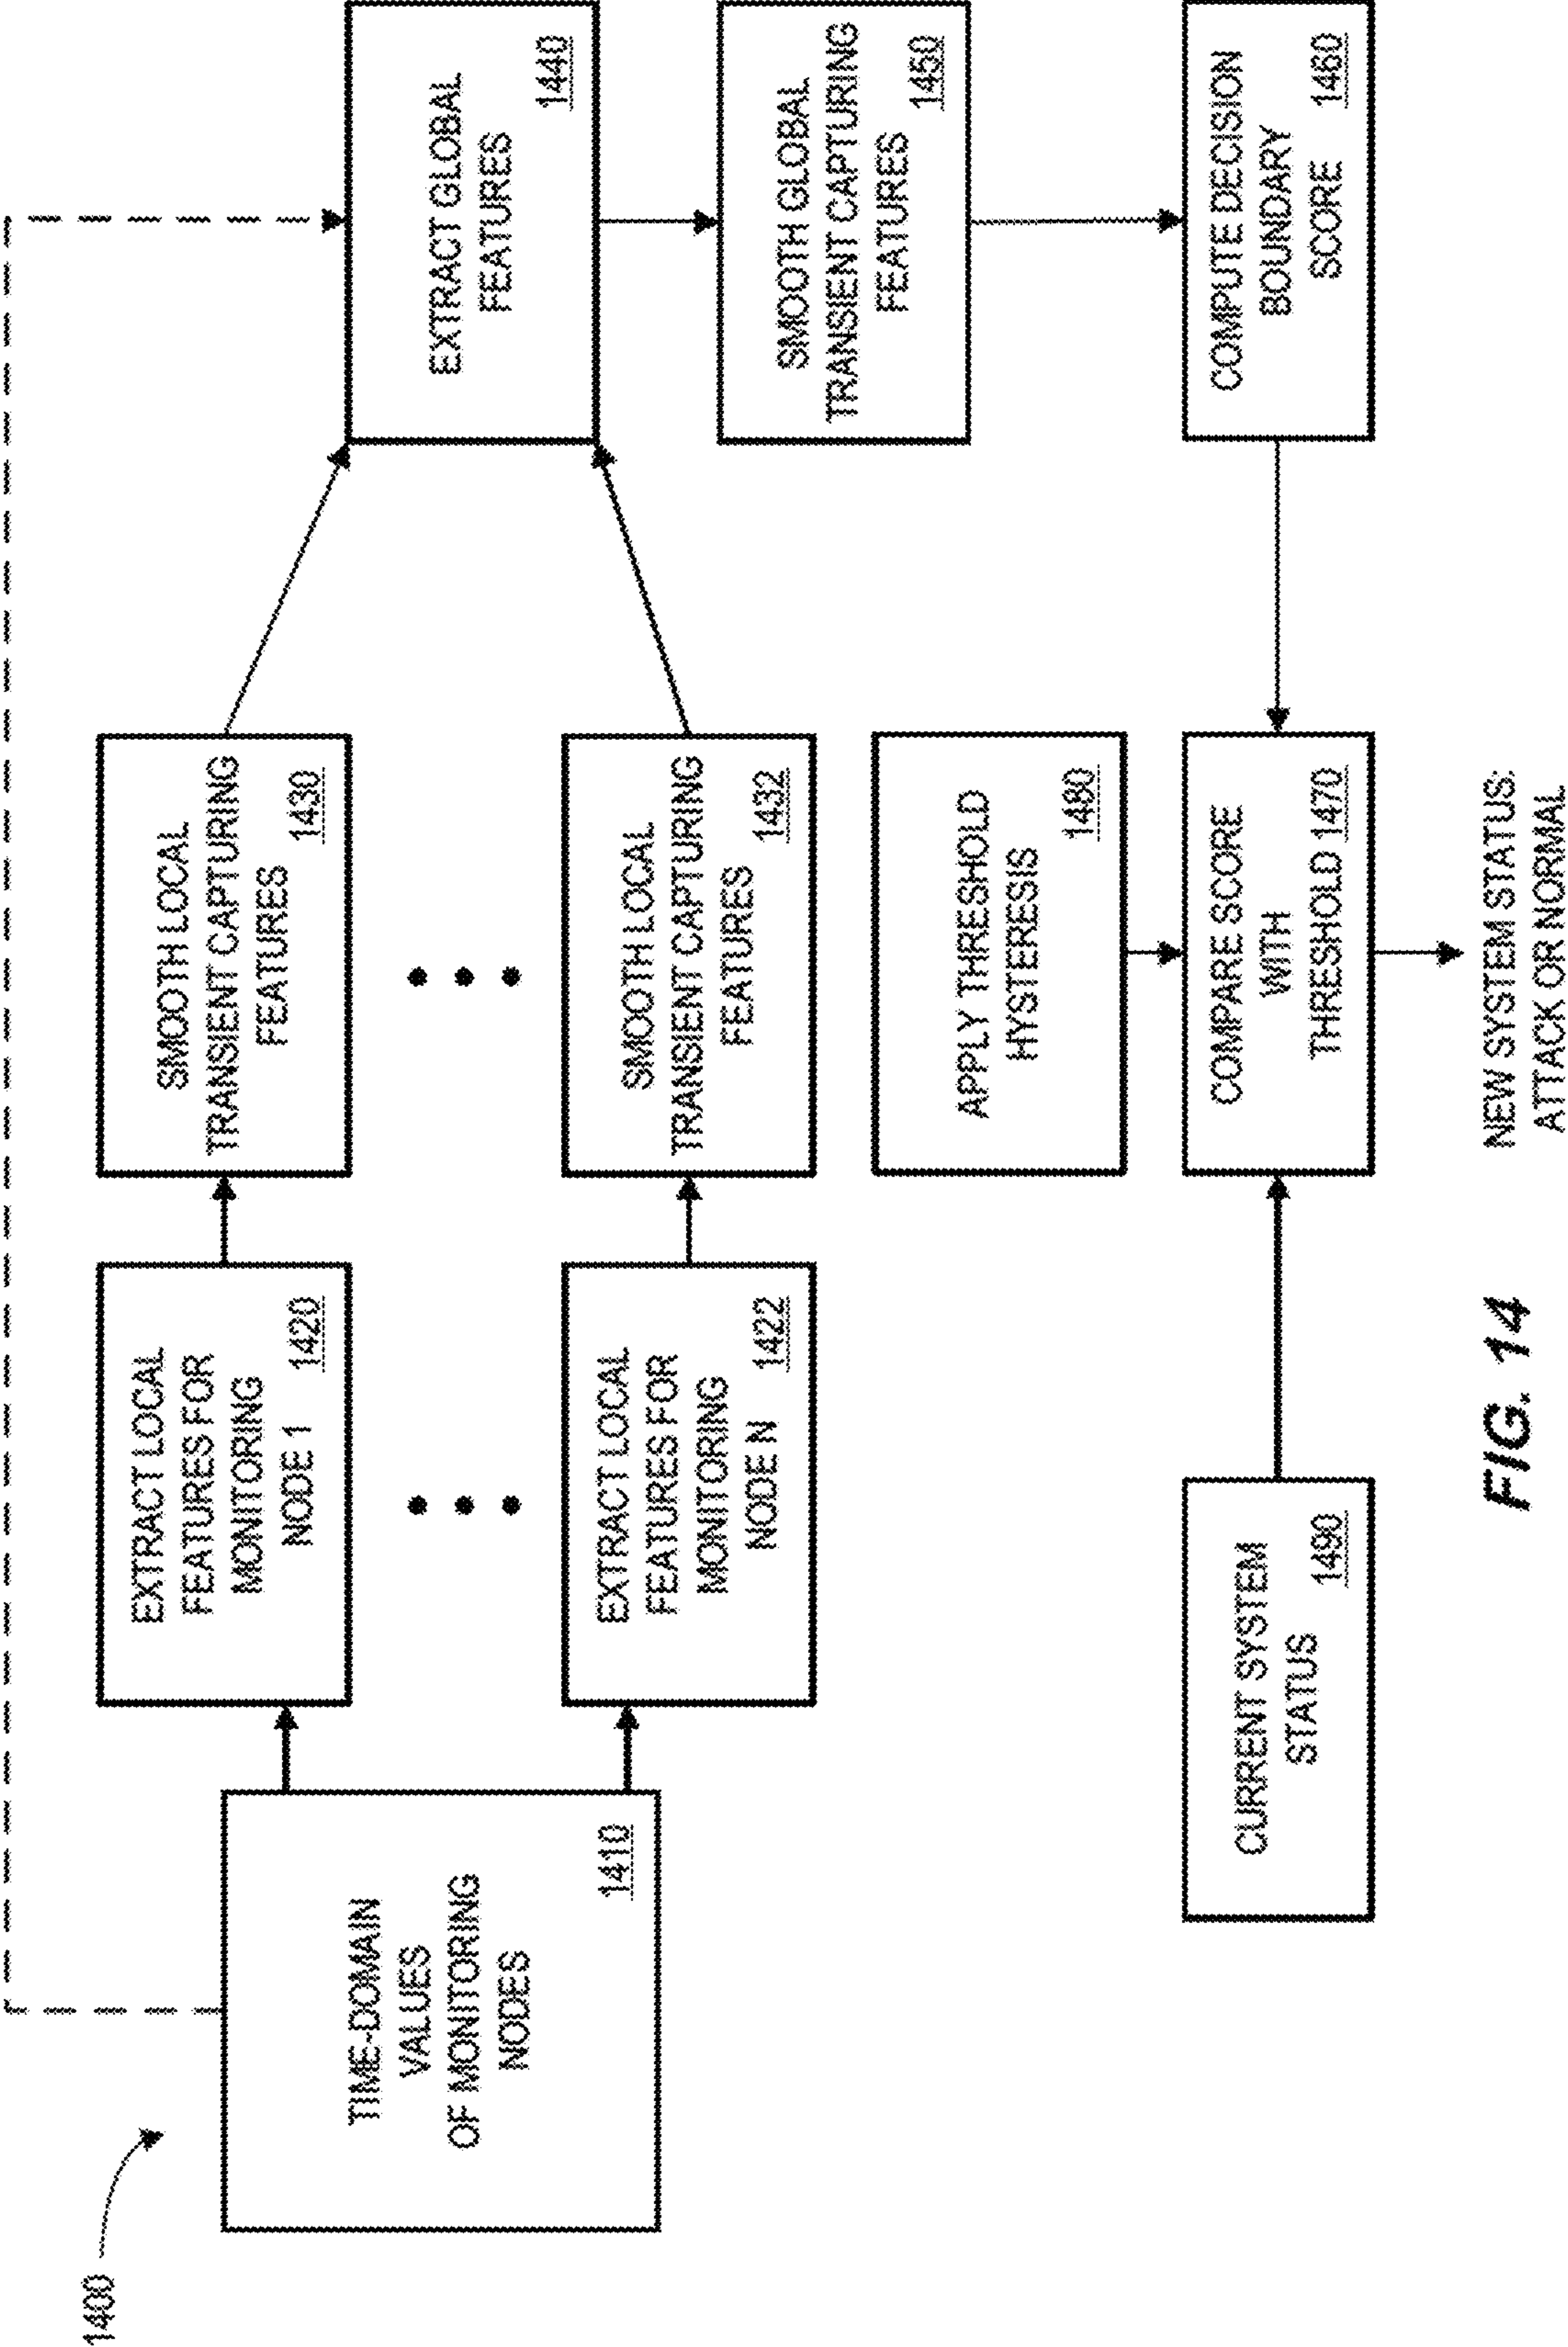 1400
TIME-DOMAIN
VALUES
OF MONITORING
NODES
1410
EXTRACT LOCAL
FEATURES FOR
MONITORING
NODE 1
1420
SMOOTH LOCAL
TRANSIENT CAPTURING
FEATURES
1430
EXTRACT GLOBAL
FEATURES
1440
EXTRACT LOCAL
FEATURES FOR
MONITORING
NODE N
1422
SMOOTH LOCAL
TRANSIENT CAPTURING
FEATURES
1432
SMOOTH GLOBAL
TRANSIENT CAPTURING
FEATURES
1450
APPLY THRESHOLD
HYSTERESIS
1480
CURRENT SYSTEM
STATUS
1490
COMPARE SCORE
WITH
THRESHOLD 1470
COMPUTE DECISION
BOUNDARY
SCORE 1460
NEW SYSTEM STATUS:
ATTACK OR NORMAL
FIG. 14